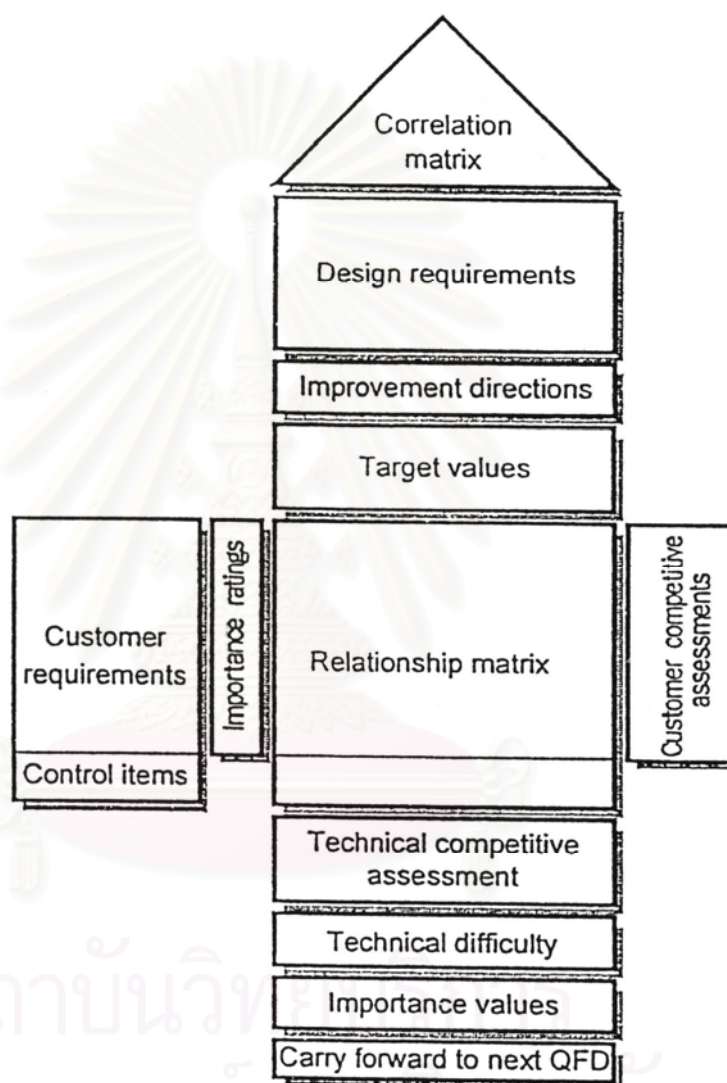 Correlation
matrix
Design requirements
Improvement directions
Target values
Customer
requirements
Control items
Importance ratings
Relationship matrix
Customer competitive
assessments
Technical competitive
assessment
Technical difficulty
Importance values
Carry forward to next QFD